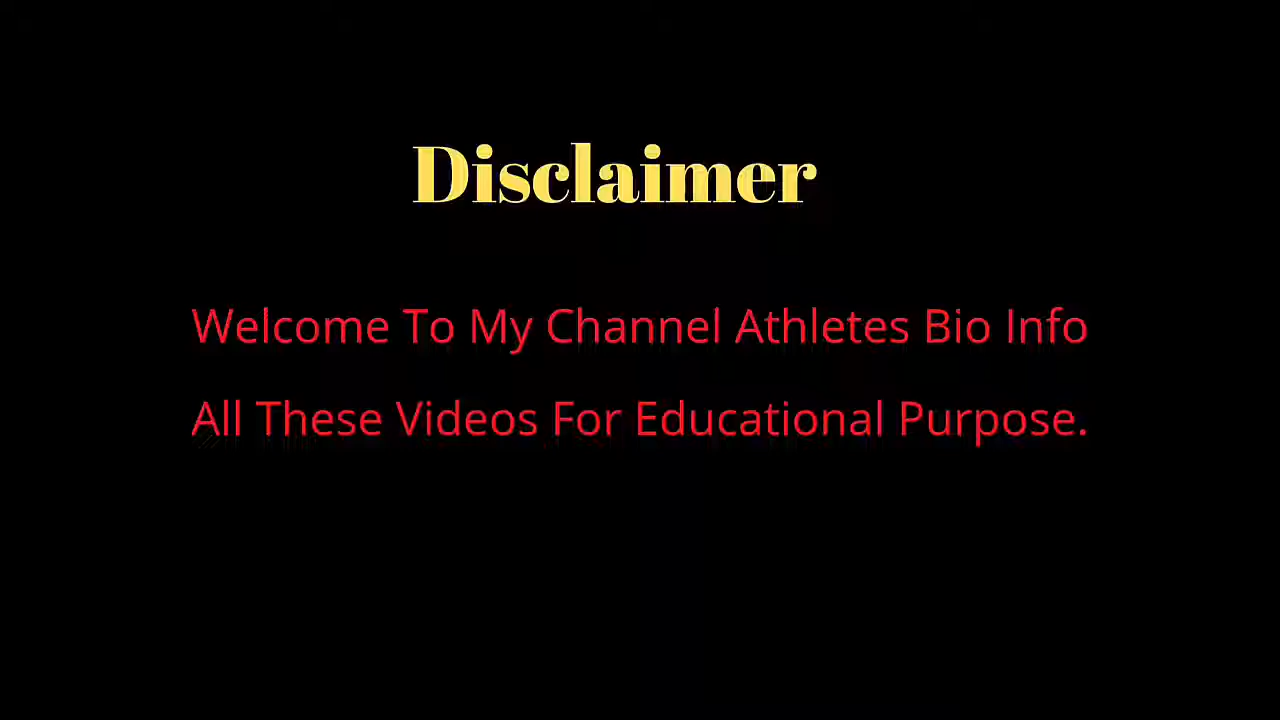 Disclaimer
Welcome To My Channel Athletes Bio Info
All These Videos For Educational Purpose.